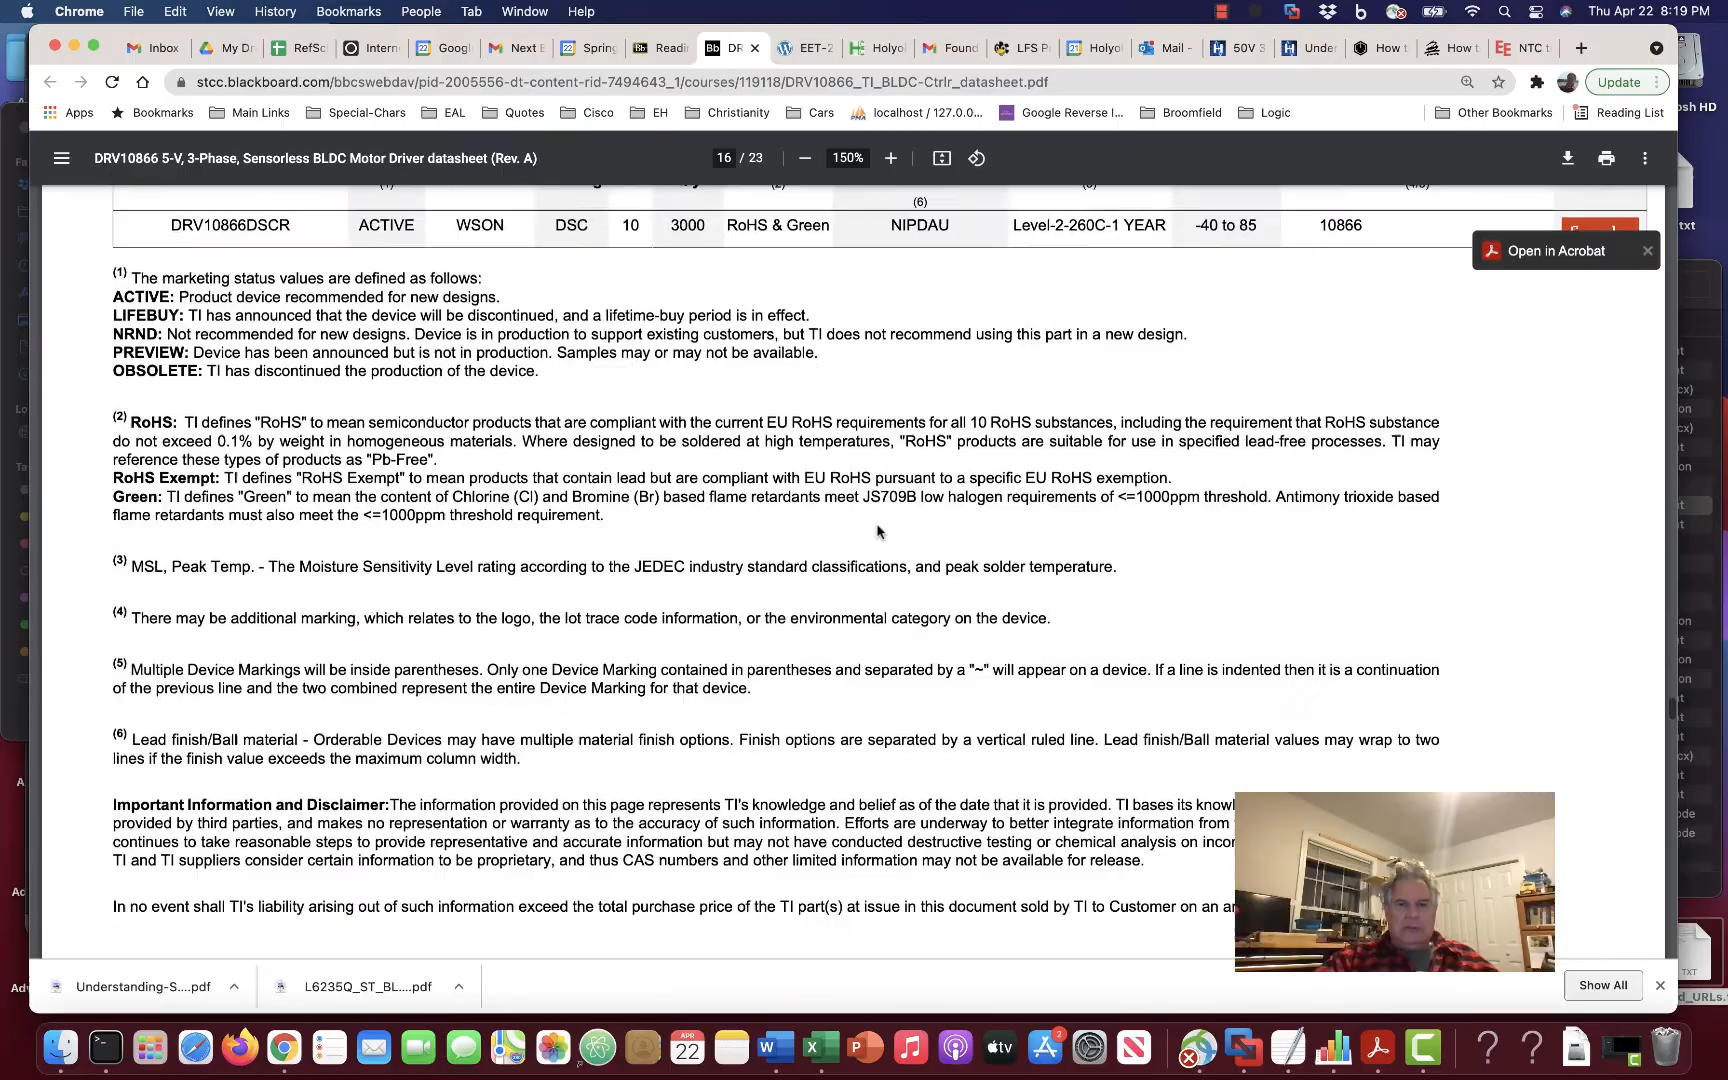 Chrome File Edit View History Bookmarks People Tab Window Help Thu Apr 22 8:19 PM
Inbox My Dr RefSc Intern Googl Next E Spring Readi DR EET-2 Holyol Found LFS Pr Holyo Mail - 50V 3 Under How t How t NTC t
stcc.blackboard.com/bbcswebdav/pid-2005556-dt-content-rid-7494643_1/courses/119118/DRV10866_TI_BLDC-Ctrlr_datasheet.pdf Update
Apps Bookmarks Main Links Special-Chars EAL Quotes Cisco EH Christianity Cars localhost / 127.0.0... Google Reverse I... Broomfield Logic Other Bookmarks Reading List
DRV10866 5-V, 3-Phase, Sensorless BLDC Motor Driver datasheet (Rev. A) 16 / 23 150%
(6)
DRV10866DSCR ACTIVE WSON DSC 10 3000 RoHS & Green NIPDAU Level-2-260C-1 YEAR -40 to 85 10866
Open in Acrobat
(1) The marketing status values are defined as follows:
ACTIVE: Product device recommended for new designs.
LIFEBUY: TI has announced that the device will be discontinued, and a lifetime-buy period is in effect.
NRND: Not recommended for new designs. Device is in production to support existing customers, but TI does not recommend using this part in a new design.
PREVIEW: Device has been announced but is not in production. Samples may or may not be available.
OBSOLETE: TI has discontinued the production of the device.
(2) RoHS: TI defines "RoHS" to mean semiconductor products that are compliant with the current EU RoHS requirements for all 10 RoHS substances, including the requirement that RoHS substance
do not exceed 0.1% by weight in homogeneous materials. Where designed to be soldered at high temperatures, "RoHS" products are suitable for use in specified lead-free processes. TI may
reference these types of products as "Pb-Free".
RoHS Exempt: TI defines "RoHS Exempt" to mean products that contain lead but are compliant with EU RoHS pursuant to a specific EU RoHS exemption.
Green: TI defines "Green" to mean the content of Chlorine (Cl) and Bromine (Br) based flame retardants meet JS709B low halogen requirements of <=1000ppm threshold. Antimony trioxide based
flame retardants must also meet the <=1000ppm threshold requirement.
(3) MSL, Peak Temp. - The Moisture Sensitivity Level rating according to the JEDEC industry standard classifications, and peak solder temperature.
(4) There may be additional marking, which relates to the logo, the lot trace code information, or the environmental category on the device.
(5) Multiple Device Markings will be inside parentheses. Only one Device Marking contained in parentheses and separated by a "~" will appear on a device. If a line is indented then it is a continuation
of the previous line and the two combined represent the entire Device Marking for that device.
(6) Lead finish/Ball material - Orderable Devices may have multiple material finish options. Finish options are separated by a vertical ruled line. Lead finish/Ball material values may wrap to two
lines if the finish value exceeds the maximum column width.
Important Information and Disclaimer:The information provided on this page represents TI's knowledge and belief as of the date that it is provided. TI bases its knowl
provided by third parties, and makes no representation or warranty as to the accuracy of such information. Efforts are underway to better integrate information from
continues to take reasonable steps to provide representative and accurate information but may not have conducted destructive testing or chemical analysis on incor
TI and TI suppliers consider certain information to be proprietary, and thus CAS numbers and other limited information may not be available for release.
In no event shall TI's liability arising out of such information exceed the total purchase price of the TI part(s) at issue in this document sold by TI to Customer on an an
Understanding-S....pdf L6235Q_ST_BL....pdf Show All